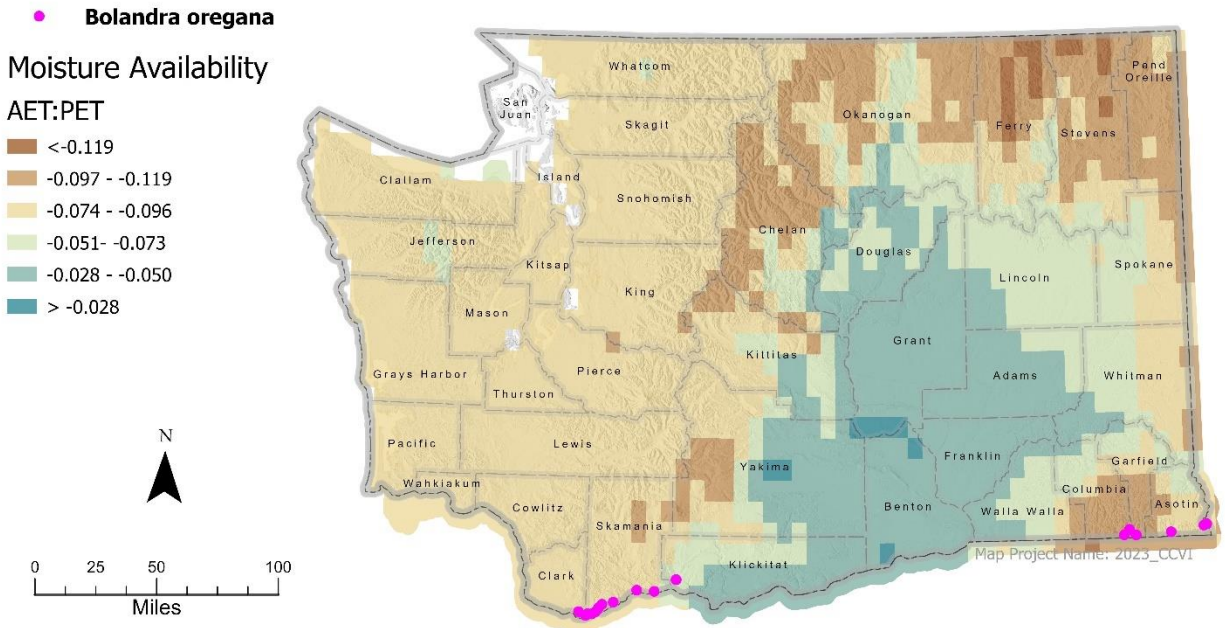 Bolandra oregana
Moisture Availability
AET:PET
<-0.119
-0.097 - -0.119
-0.074 - -0.096
-0.051- -0.073
-0.028 - -0.050
> -0.028
N
0 25 50 100
Miles
Whatcom
San
Juan
Skagit
Okanogan
Ferry
Stevens
Pend
Oreille
Clallam
Island
Snohomish
Jefferson
Chelan
Douglas
Kitsap
King
Lincoln
Spokane
Mason
Grant
Kittitas
Grays Harbor
Pierce
Adams
Whitman
Thurston
Pacific
Lewis
Yakima
Franklin
Garfield
Wahkiakum
Columbia
Cowlitz
Skamania
Benton
Walla Walla
Asotin
Clark
Klickitat
Map Project Name: 2023_CCVI